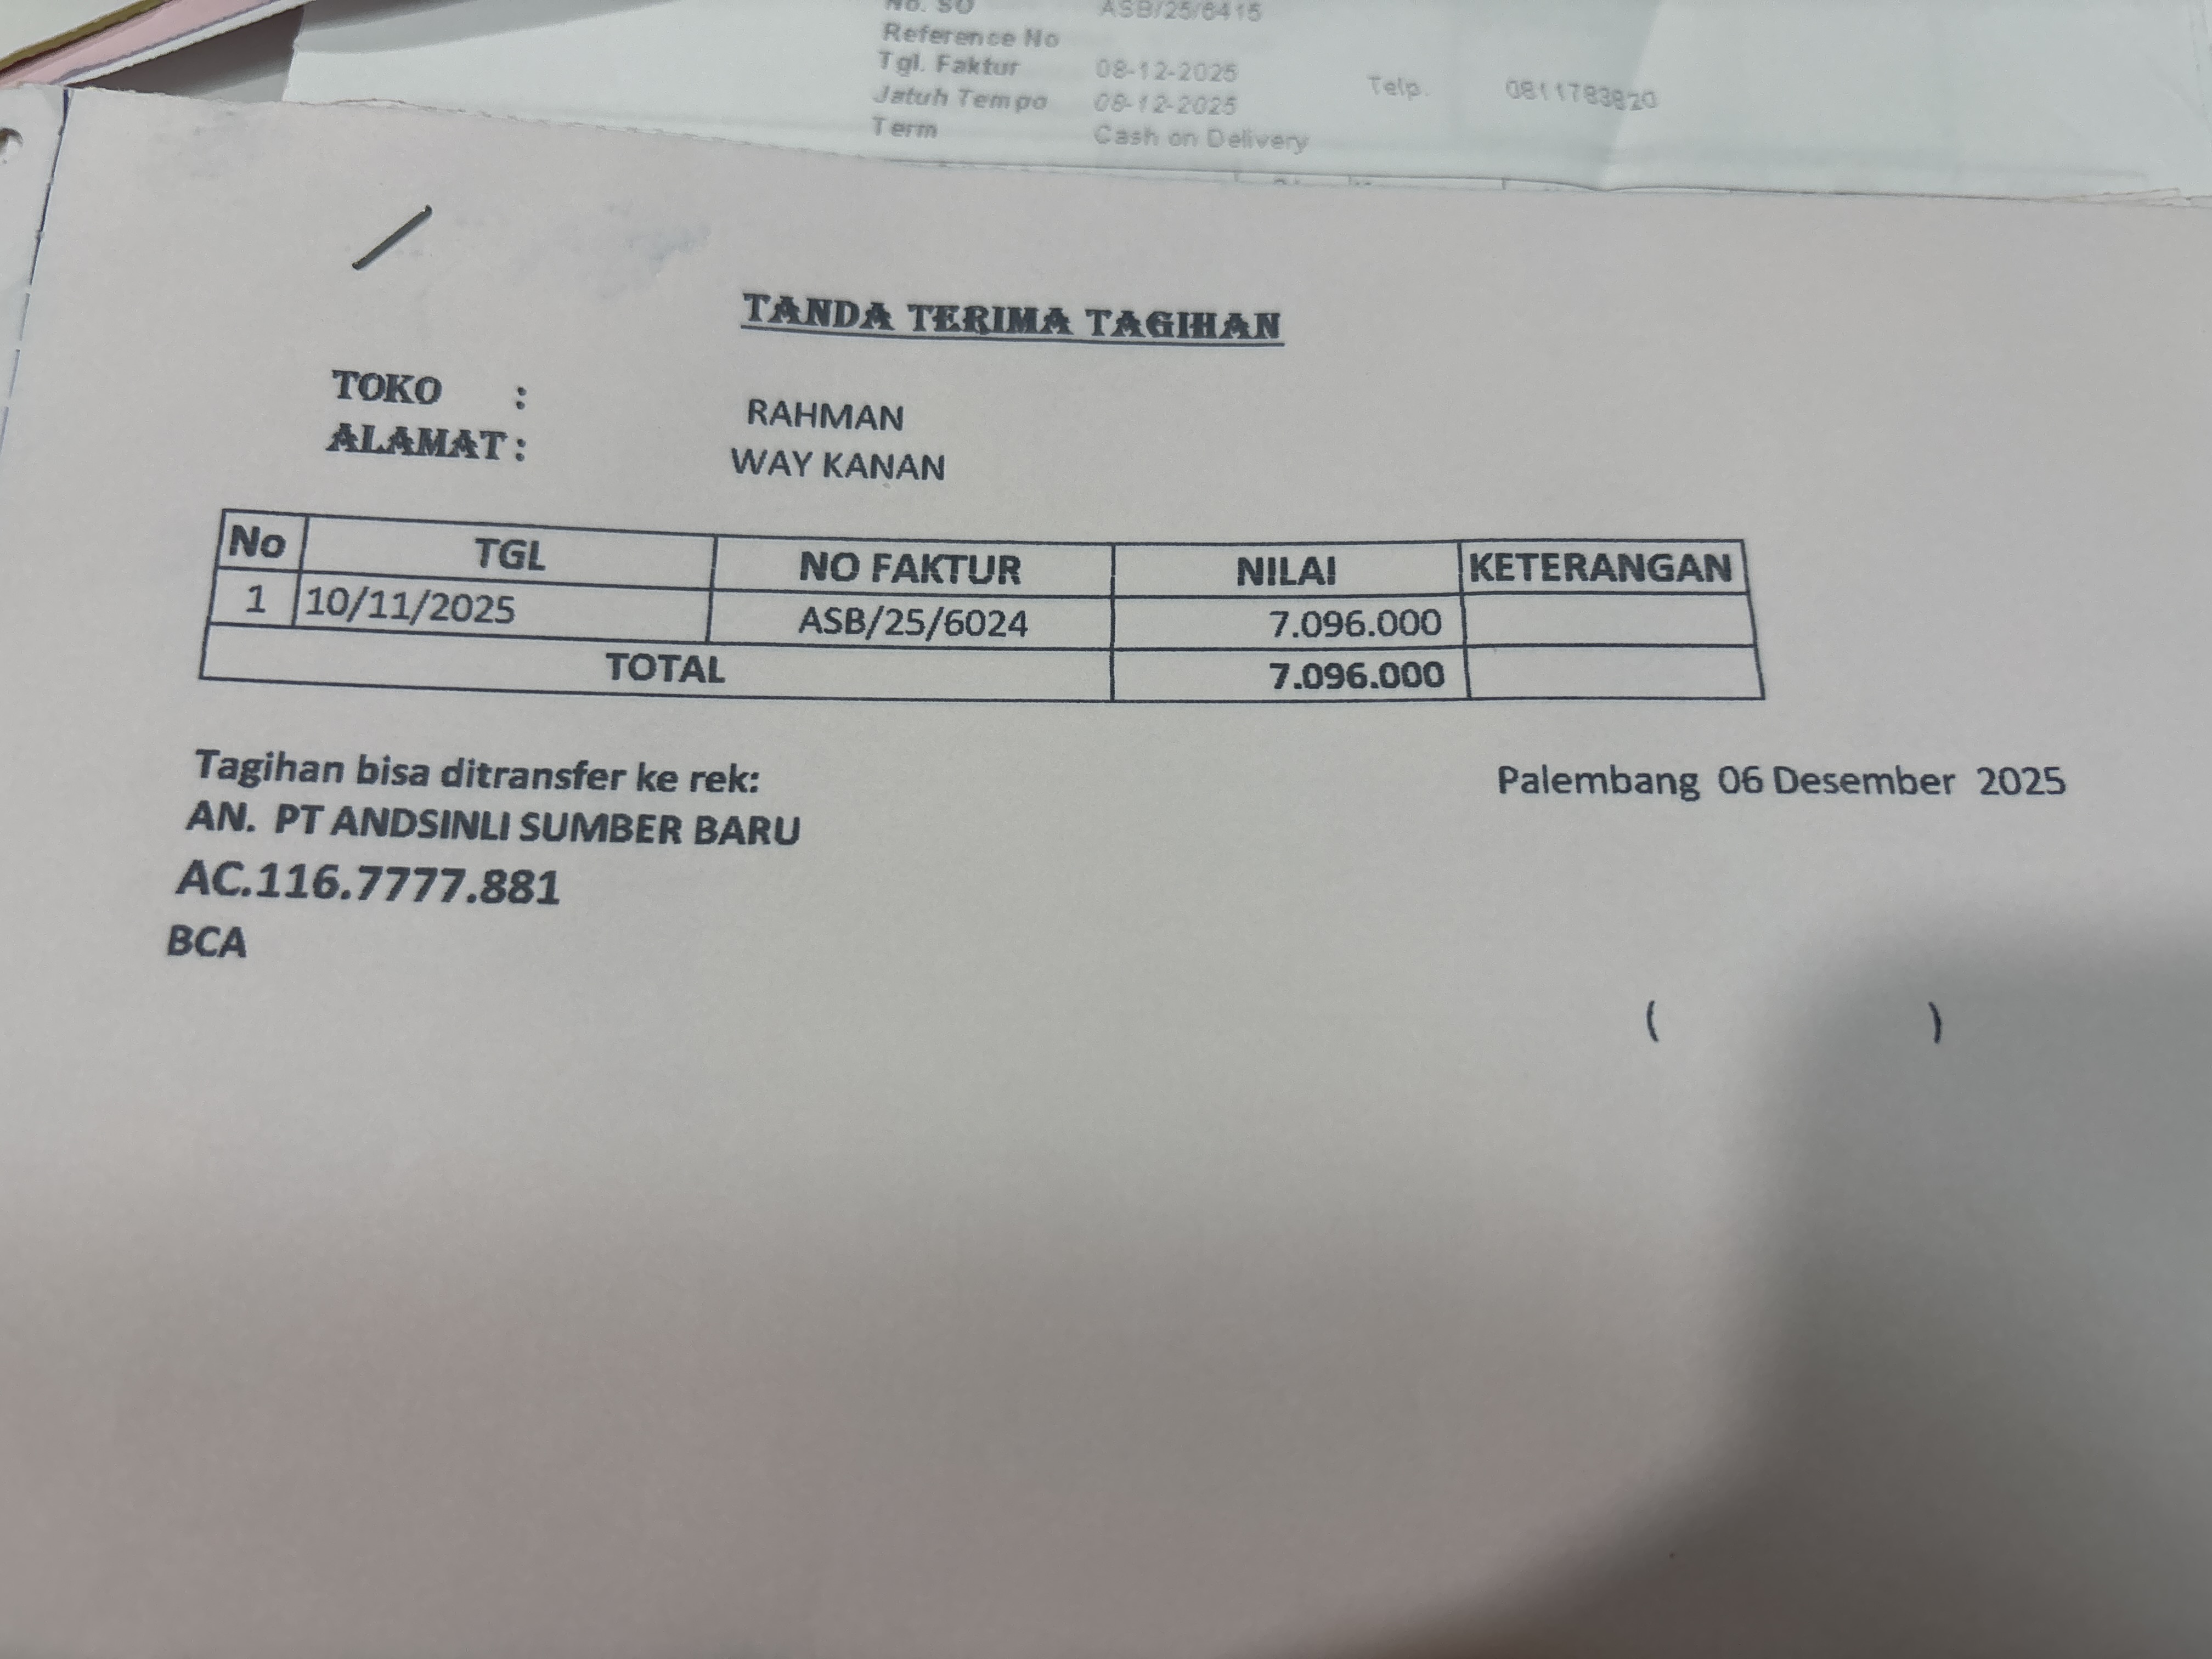 No. SO ASB/25/6415
Reference No
Tgl. Faktur 08-12-2025
Jatuh Tempo 08-12-2025
Telp. 0811783820
Term Cash on Delivery
TANDA TERIMA TAGIHAN
TOKO : RAHMAN
ALAMAT : WAY KANAN
No TGL NO FAKTUR NILAI KETERANGAN
1 10/11/2025 ASB/25/6024 7.096.000
TOTAL 7.096.000
Tagihan bisa ditransfer ke rek:
Palembang 06 Desember 2025
AN. PT ANDSINLI SUMBER BARU
AC.116.7777.881
BCA
( )